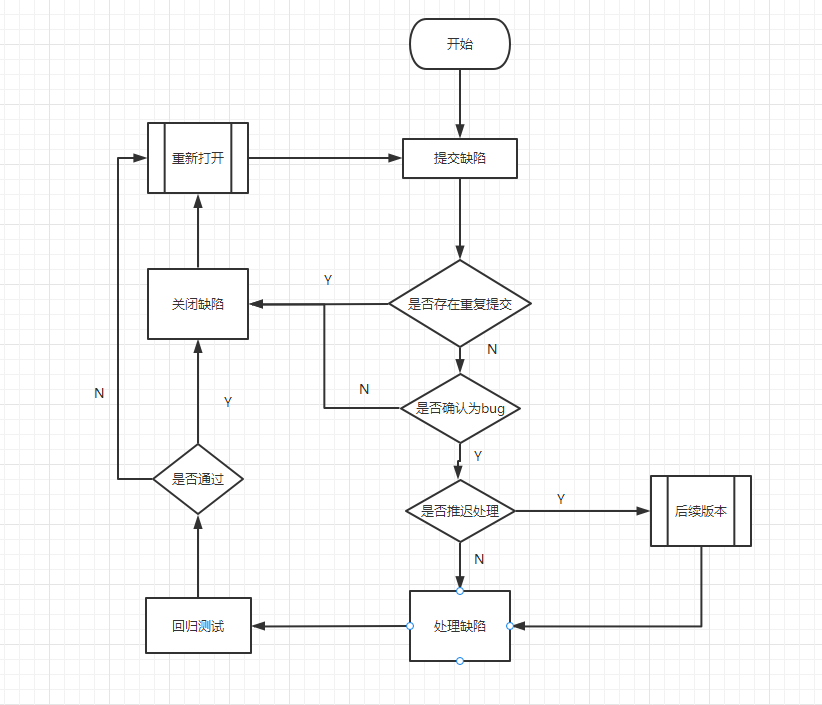 开始
重新打开
提交缺陷
Y
关闭缺陷
是否存在重复提交
N
N
N
Y
是否确认为bug
Y
是否通过
Y
是否推迟处理
后续版本
N
回归测试
处理缺陷